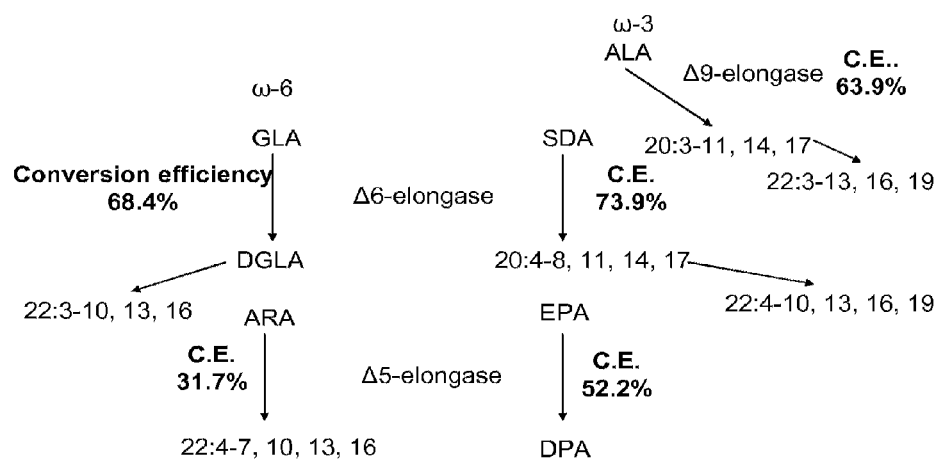 ω-3
ALA
Δ9-elongase
C.E..
63.9%
ω-6
GLA
SDA
20:3-11, 14, 17
22:3-13, 16, 19
Conversion efficiency
68.4%
Δ6-elongase
C.E.
73.9%
DGLA
20:4-8, 11, 14, 17
22:3-10, 13, 16
22:4-10, 13, 16, 19
ARA
EPA
C.E.
31.7%
Δ5-elongase
C.E.
52.2%
22:4-7, 10, 13, 16
DPA